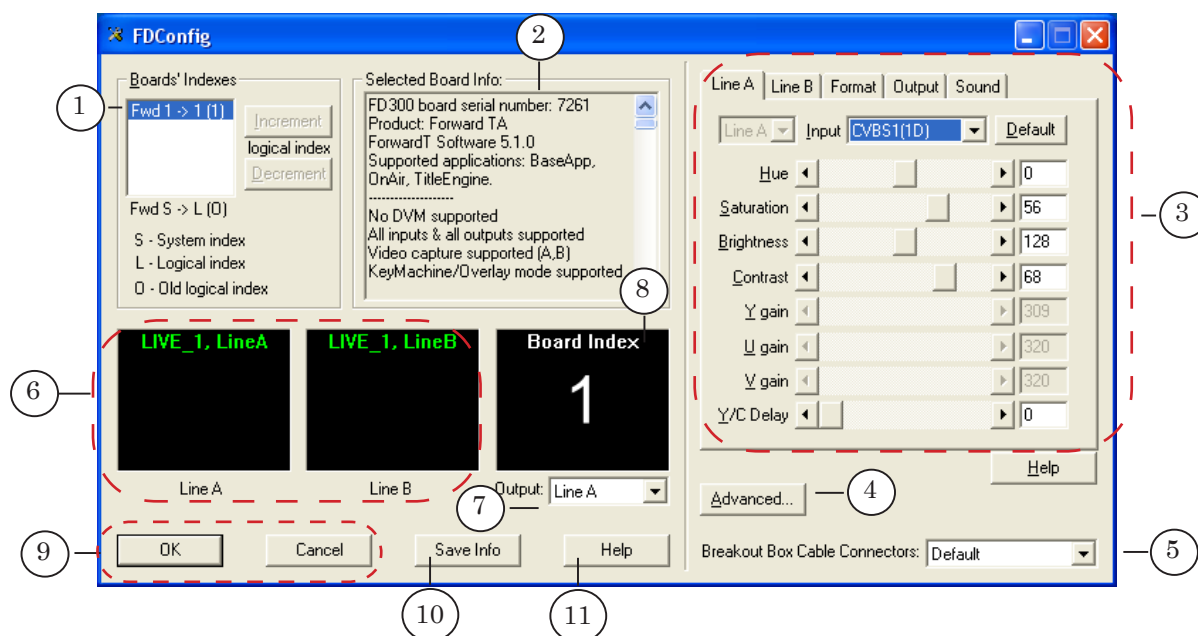 FDConfig
2
Boards' Indexes
1
Fwd 1 -> 1 (1)
Increment
logical index
Decrement
Fwd S -> L (O)
S - System index
L - Logical index
O - Old logical index
Selected Board Info:
FD300 board serial number: 7261
Product: Forward TA
ForwardT Software 5.1.0
Supported applications: BaseApp,
OnAir, TitleEngine.
-------------------
No DVM supported
All inputs & all outputs supported
Video capture supported (A,B)
KeyMachine/Overlay mode supported
8
Line A Line B Format Output Sound
Line A Input CVBS1(1D) Default
Hue 0
Saturation 56
3
Brightness 128
Contrast 68
Y gain 309
U gain 320
V gain 320
Y/C Delay 0
Help
6
LIVE_1, LineA
LIVE_1, LineB
Board Index
1
Line A
Line B
Output: Line A
7
Advanced...
4
9
OK
Cancel
Save Info
Help
Breakout Box Cable Connectors: Default
5
10
11